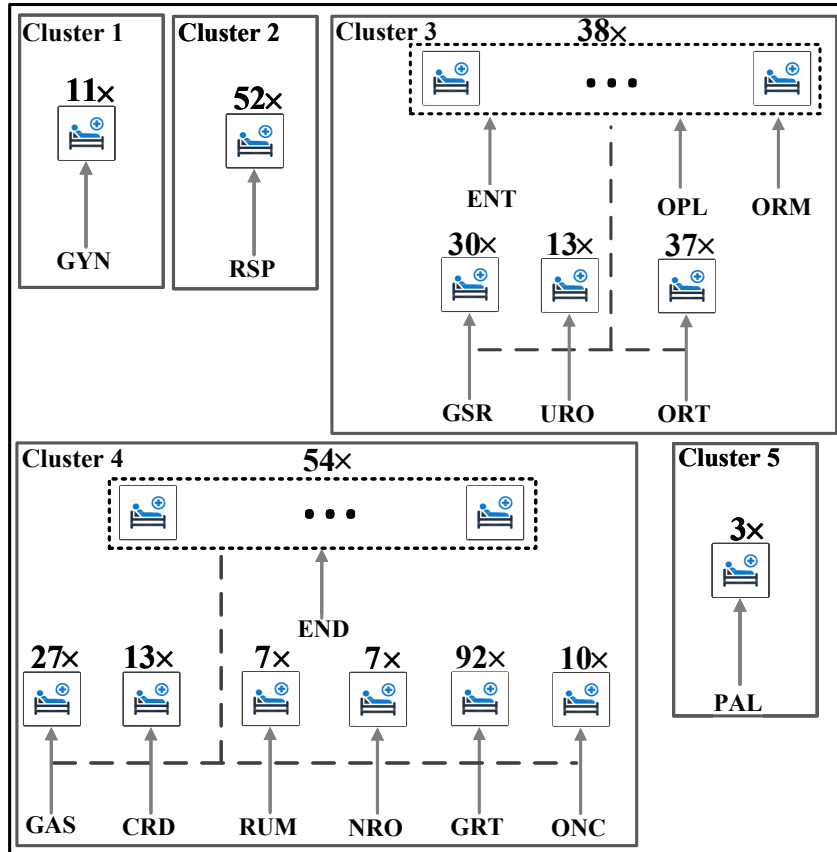 Cluster 1
11×
GYN
Cluster 2
52×
RSP
Cluster 3
38×
ENT
OPL
ORM
30×
13×
37×
GSR
URO
ORT
Cluster 4
54×
END
27×
13×
7×
7×
92×
10×
GAS
CRD
RUM
NRO
GRT
ONC
Cluster 5
3×
PAL